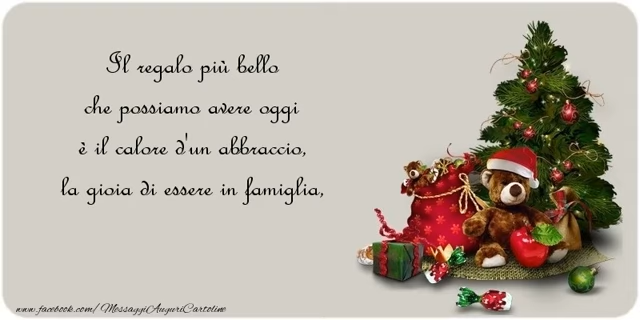 Il regalo più bello
che possiamo avere oggi
è il calore d'un abbraccio,
la gioia di essere in famiglia,
www.facebook.com/MessaggiAuguriCartoline